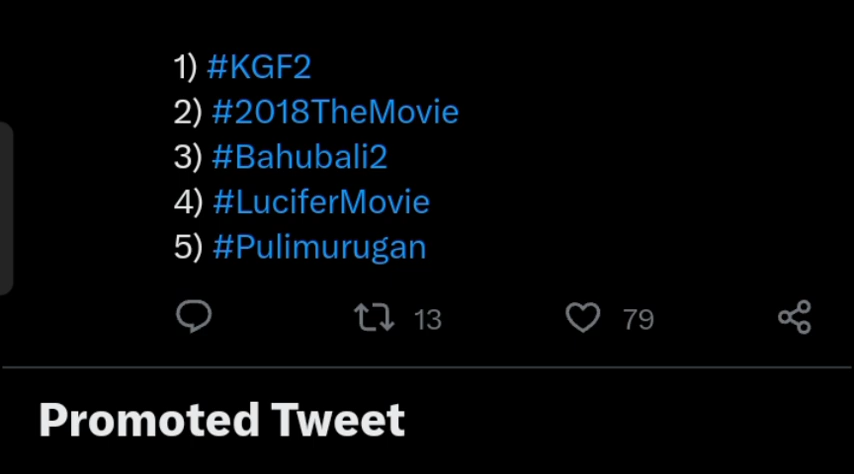 1) #KGF2
2) #2018TheMovie
3) #Bahubali2
4) #LuciferMovie
5) #Pulimurugan
13 79
Promoted Tweet